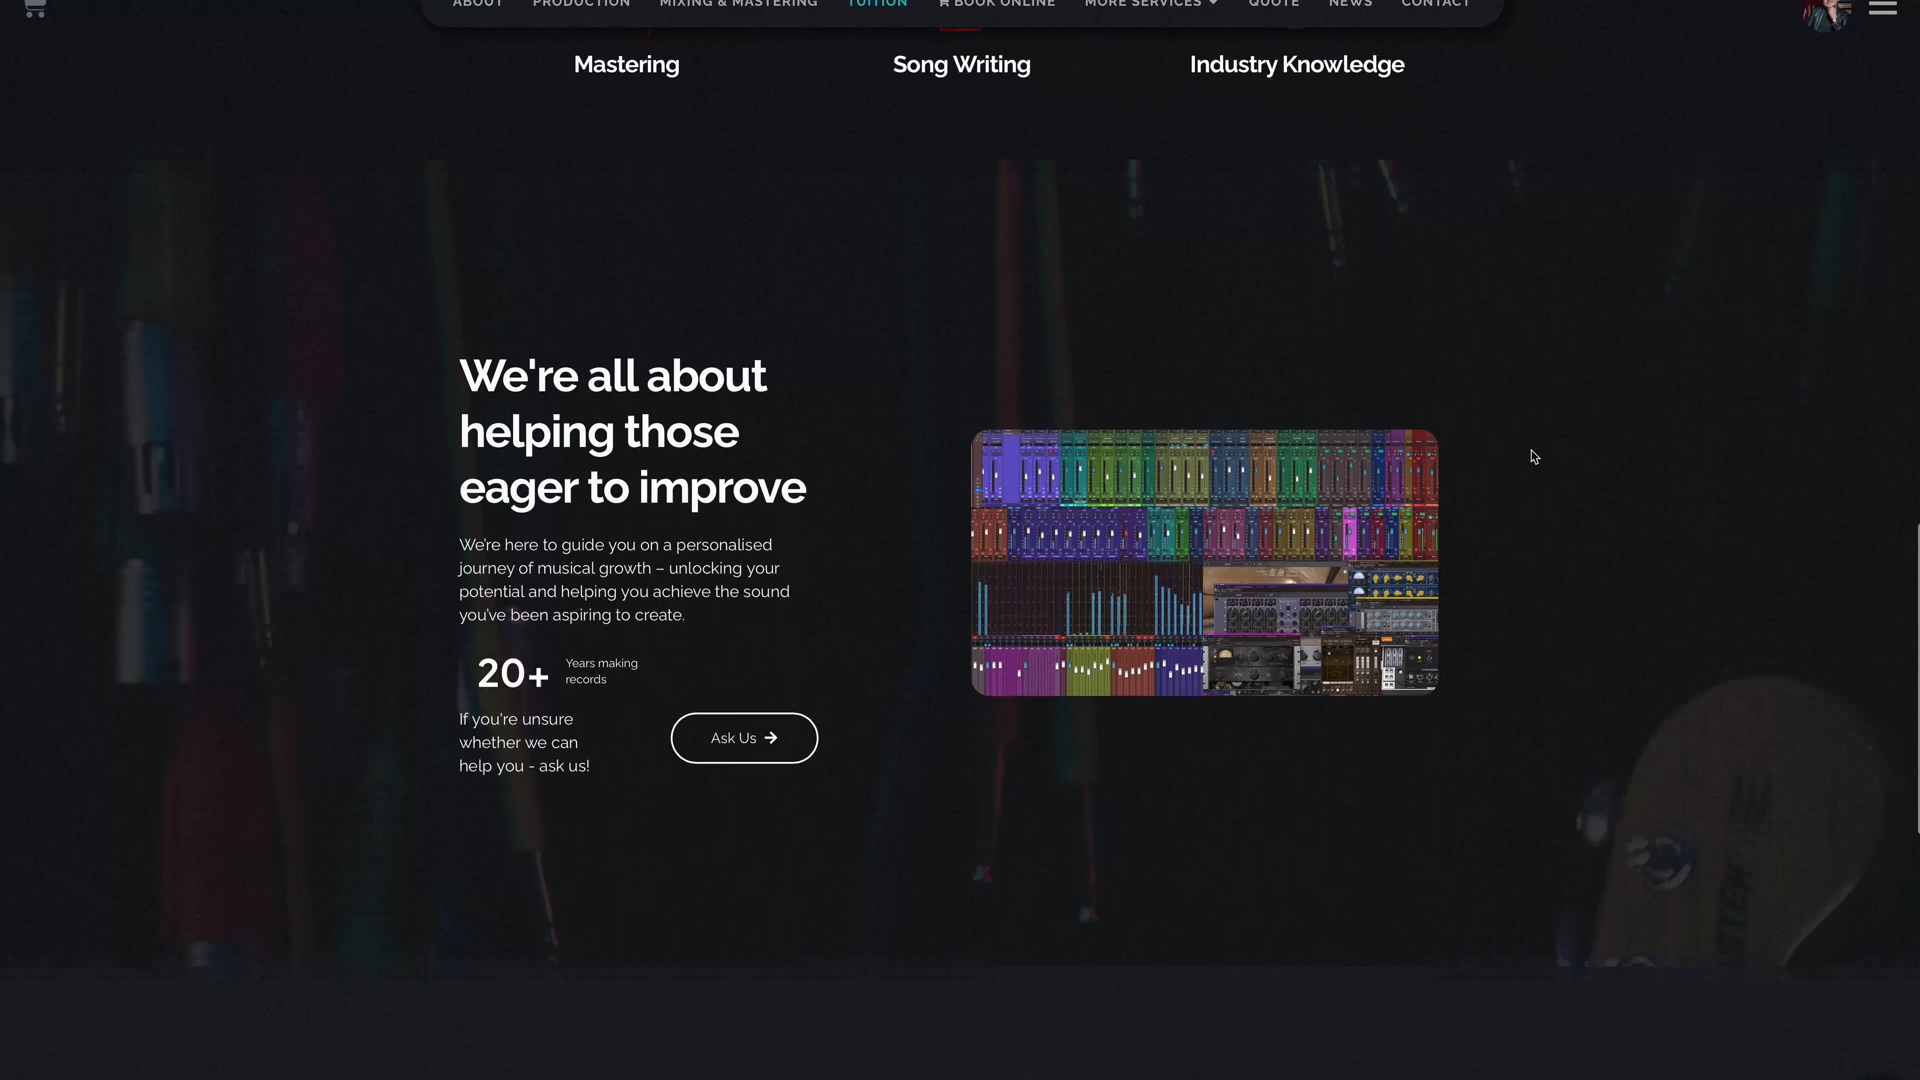 ABOUT PRODUCTION MIXING & MASTERING TUITION BOOK ONLINE MORE SERVICES QUOTE NEWS CONTACT
Mastering Song Writing Industry Knowledge
We're all about
helping those
eager to improve
We're here to guide you on a personalised
journey of musical growth – unlocking your
potential and helping you achieve the sound
you've been aspiring to create.
20+ Years making
records
If you're unsure
whether we can
help you - ask us!
Ask Us